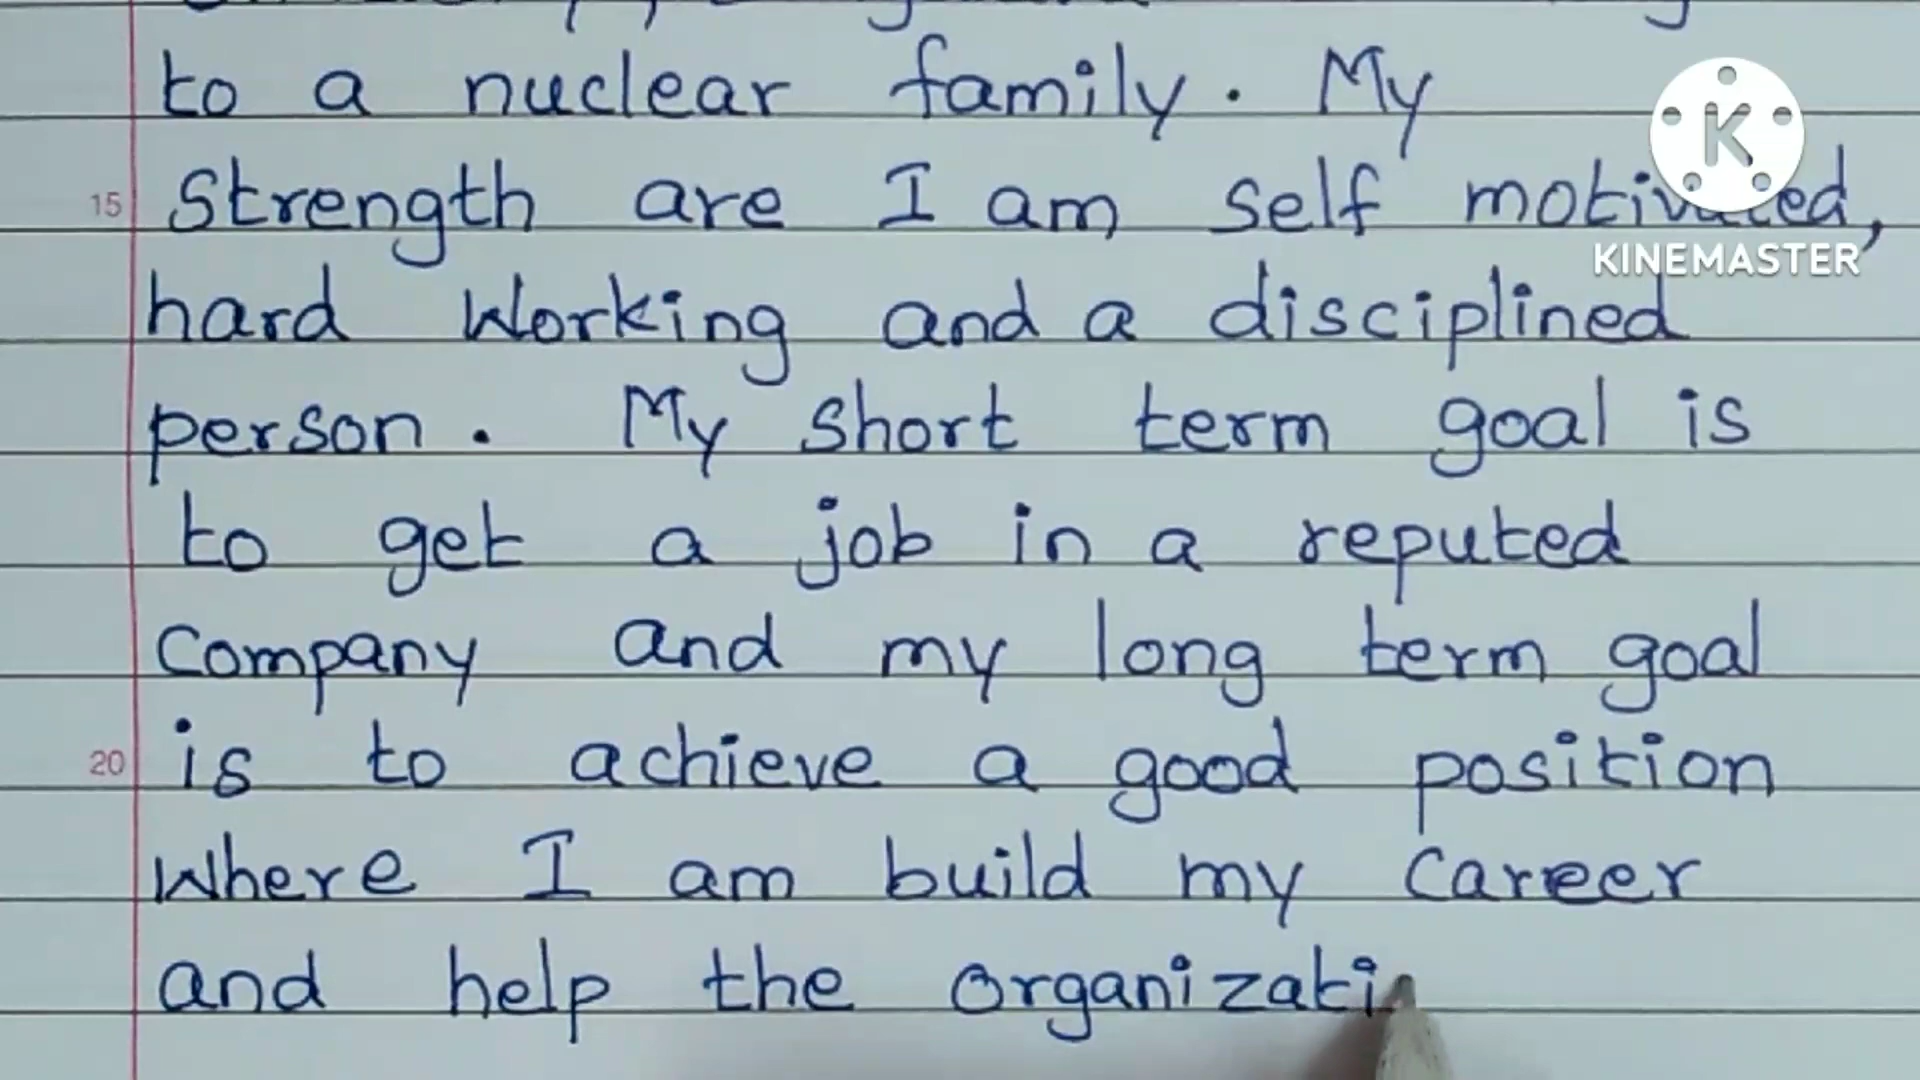 to a nuclear family. My
15 Strength are I am self motivated,
hard working and a disciplined
person. My short term goal is
to get a job in a reputed
Company and my long term goal
20 is to achieve a good position
where I am build my career
and help the organizati
K
KINEMASTER